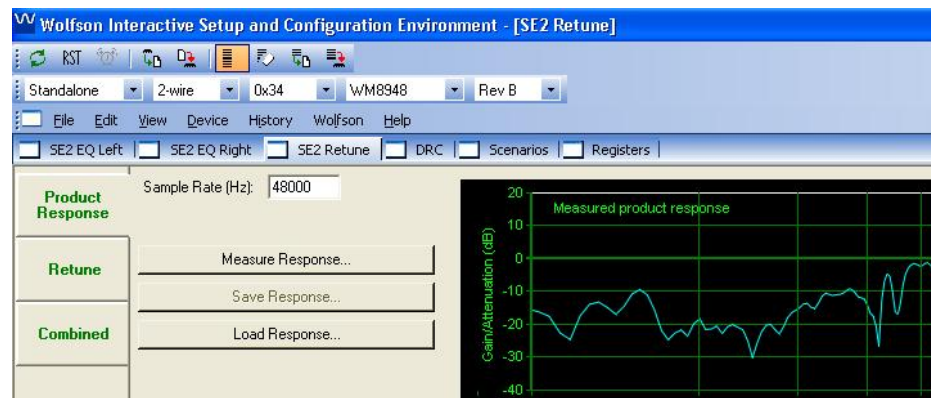 Wolfson Interactive Setup and Configuration Environment - [SE2 Retune]
RST
Standalone 2-wire 0x34 WM8948 Rev B
File Edit View Device History Wolfson Help
SE2 EQ Left SE2 EQ Right SE2 Retune DRC Scenarios Registers
Product Response
Retune
Combined
Sample Rate (Hz): 48000
Measure Response...
Save Response...
Load Response...
Measured product response
Gain/Attenuation (dB)
20
10
0
-10
-20
-30
-40